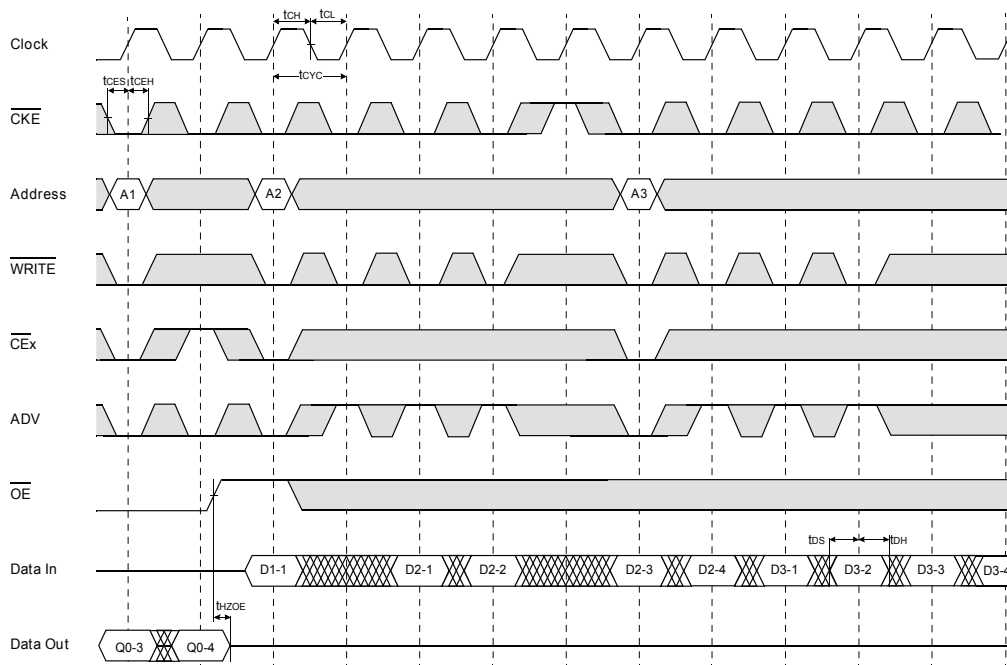 tCH tCL
Clock
tCYC
tCES tCEH
CKE
Address A1 A2 A3
WRITE
CEx
ADV
OE
tDS tDH
Data In D1-1 D2-1 D2-2 D2-3 D2-4 D3-1 D3-2 D3-3 D3-4
tHZOE
Data Out Q0-3 Q0-4